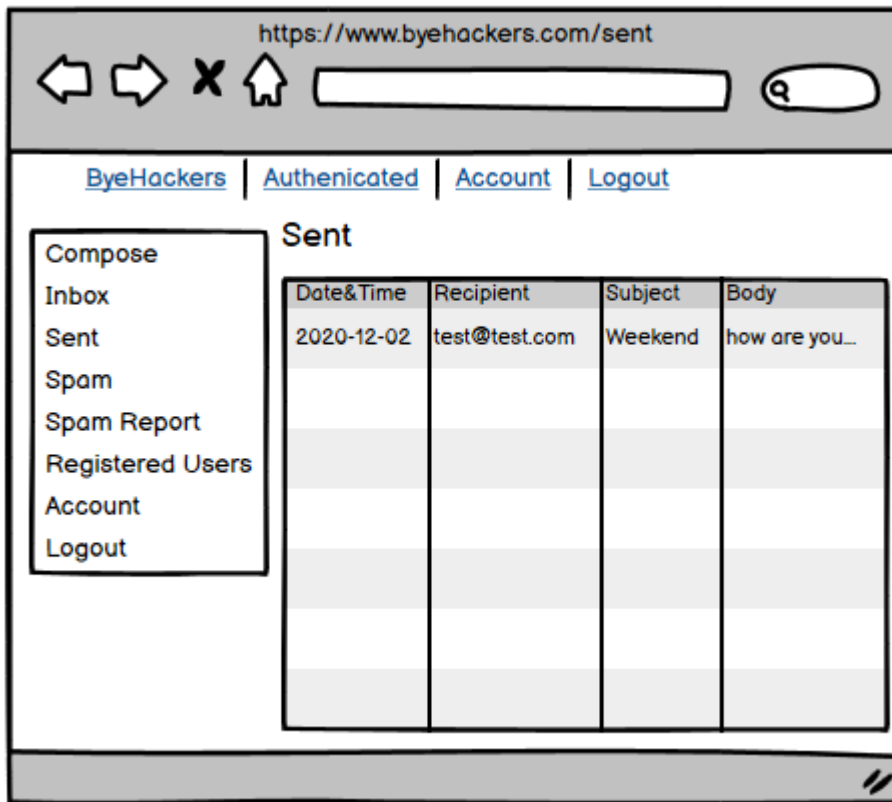 https://www.byehackers.com/sent
ByeHackers Authenicated Account Logout
Compose
Inbox
Sent
Spam
Spam Report
Registered Users
Account
Logout
Sent
Date&Time Recipient Subject Body
2020-12-02 test@test.com Weekend how are you...